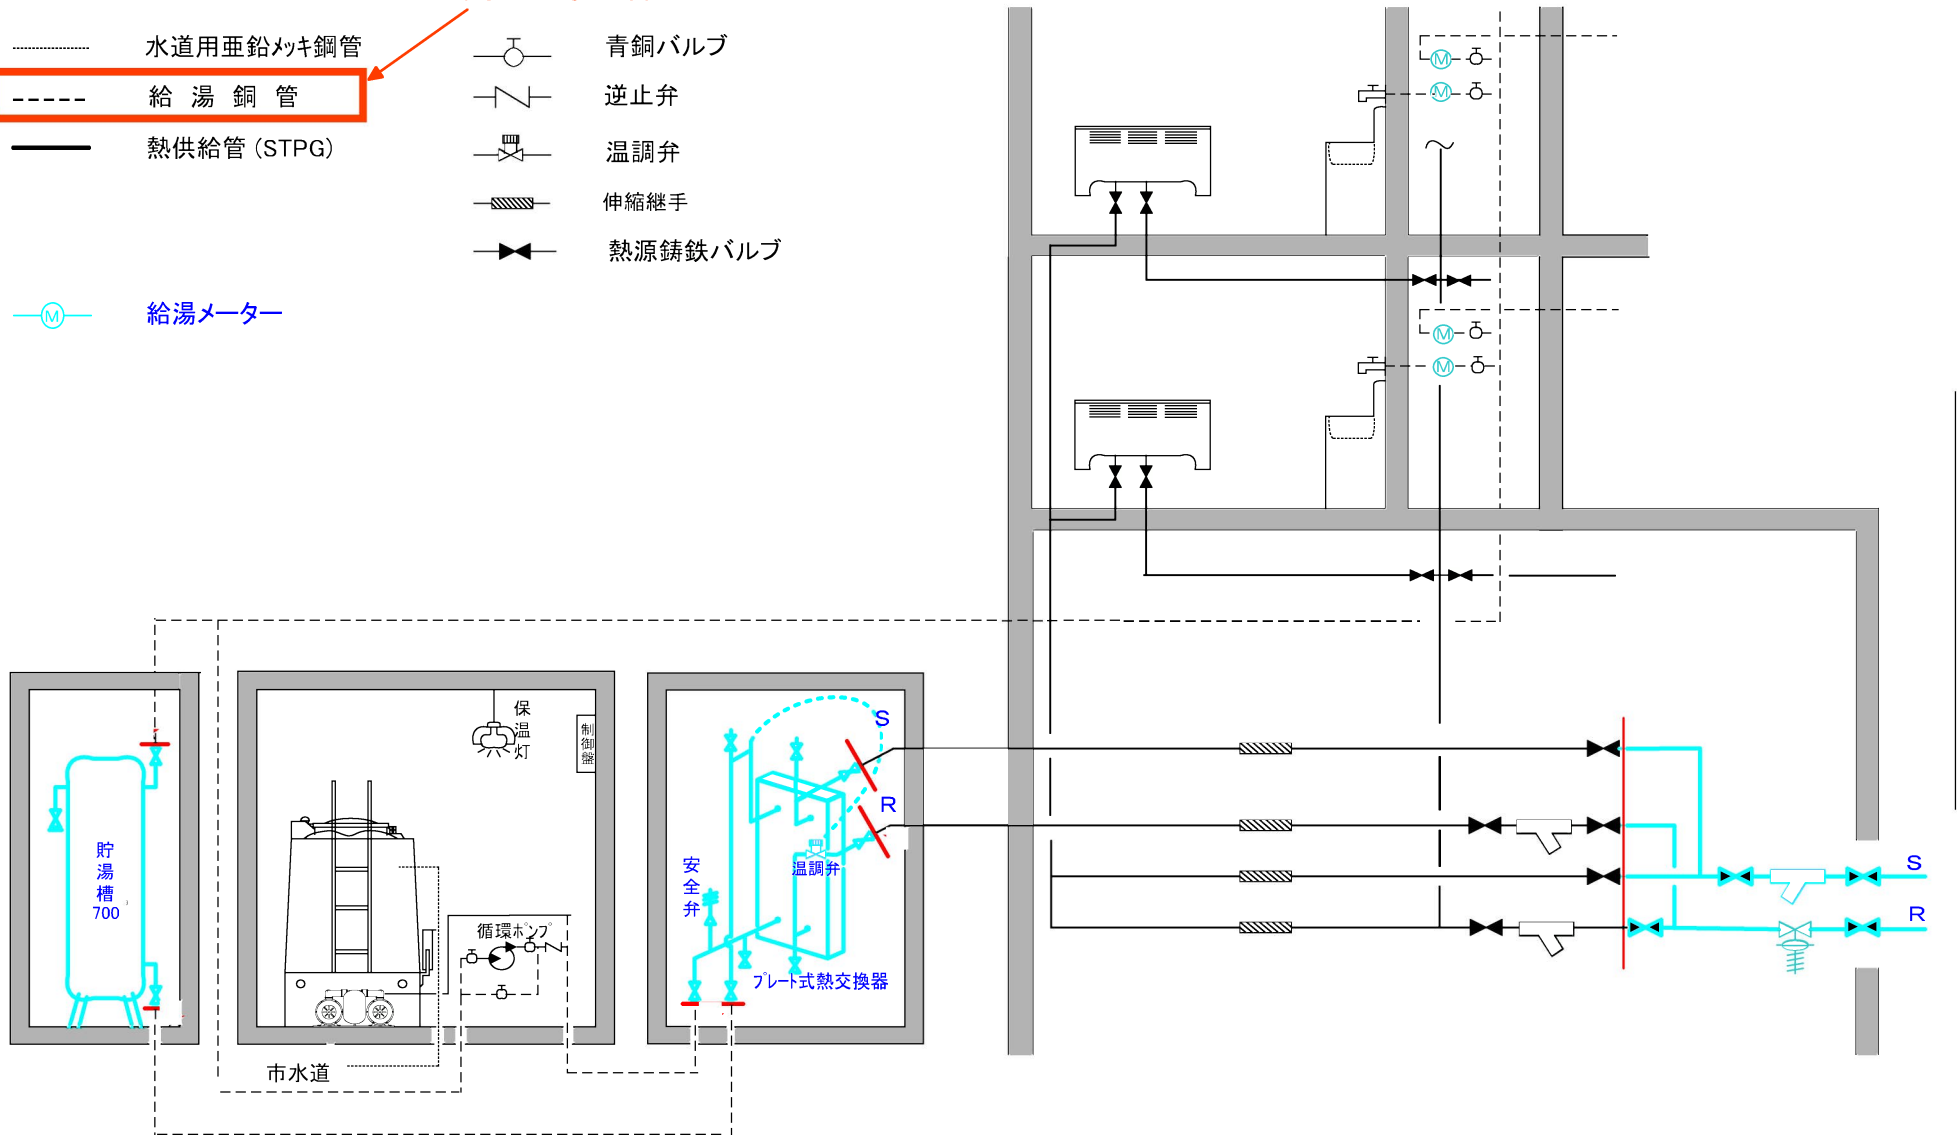 水道用亜鉛メッキ鋼管
給湯銅管
熱供給管(STPG)
M 給湯メーター
青銅バルブ
逆止弁
温調弁
伸縮継手
熱源鋳鉄バルブ
M
M
M
M
貯湯槽
700
保温灯
制御盤
循環ポンプ
市水道
S
R
温調弁
安全弁
プレート式熱交換器
S
R